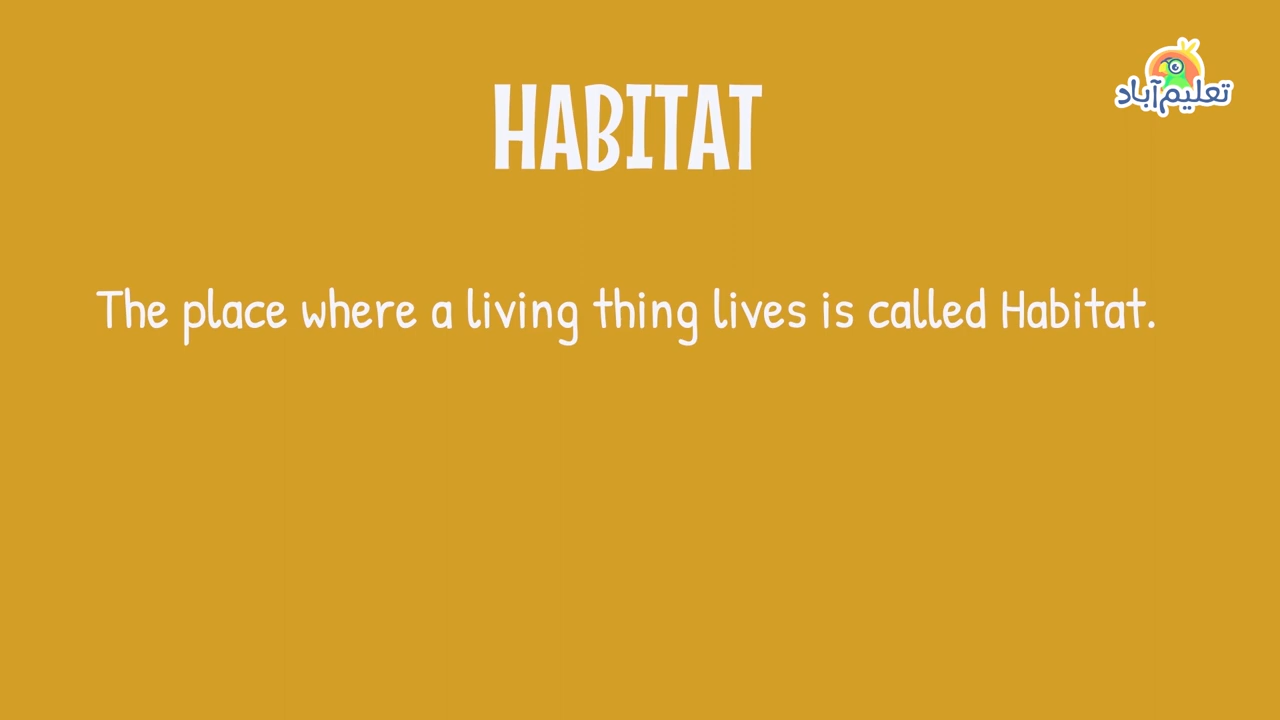 تعلیم آباد
HABITAT
The place where a living thing lives is called Habitat.